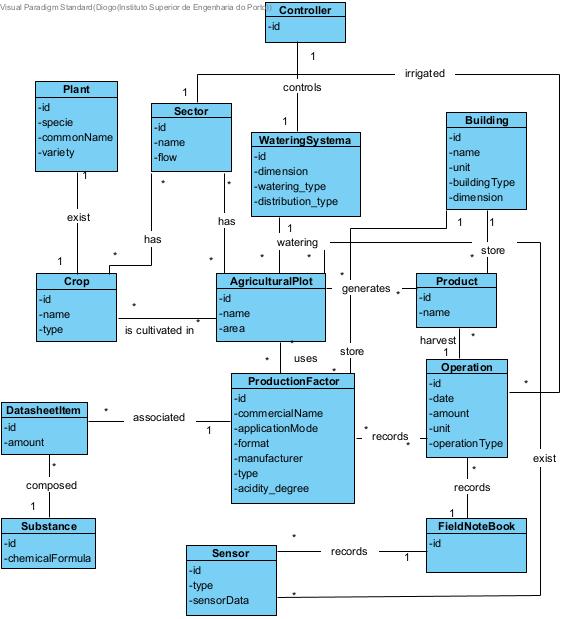 Visual Paradigm Standard(Diogo(Instituto Superior de Engenharia do Porto))
Controller
-id
1
irrigated
1
controls
Plant
-id
-specie
-commonName
-variety
1
Sector
-id
-name
-flow
1
WateringSystema
-id
-dimension
-watering_type
-distribution_type
Building
-id
-name
-unit
-buildingType
-dimension
*
*
exist
has
has
1
watering
1
1
store
1
*
*
*
*
*
*
Crop
-id
-name
-type
AgriculturalPlot
-id
-name
-area
generates
*
Product
-id
-name
*
is cultivated in
*
*
uses
*
store
*
harvest
*
1
ProductionFactor
-id
-commercialName
-applicationMode
-format
-manufacturer
-type
-acidity_degree
Operation
-id
-date
-amount
-unit
-operationType
*
DatasheetItem
-id
-amount
*
associated
1
*
records
*
exist
*
composed
1
*
records
1
Substance
-id
-chemicalFormula
FieldNoteBook
-id
Sensor
-id
-type
-sensorData
*
records
1
*